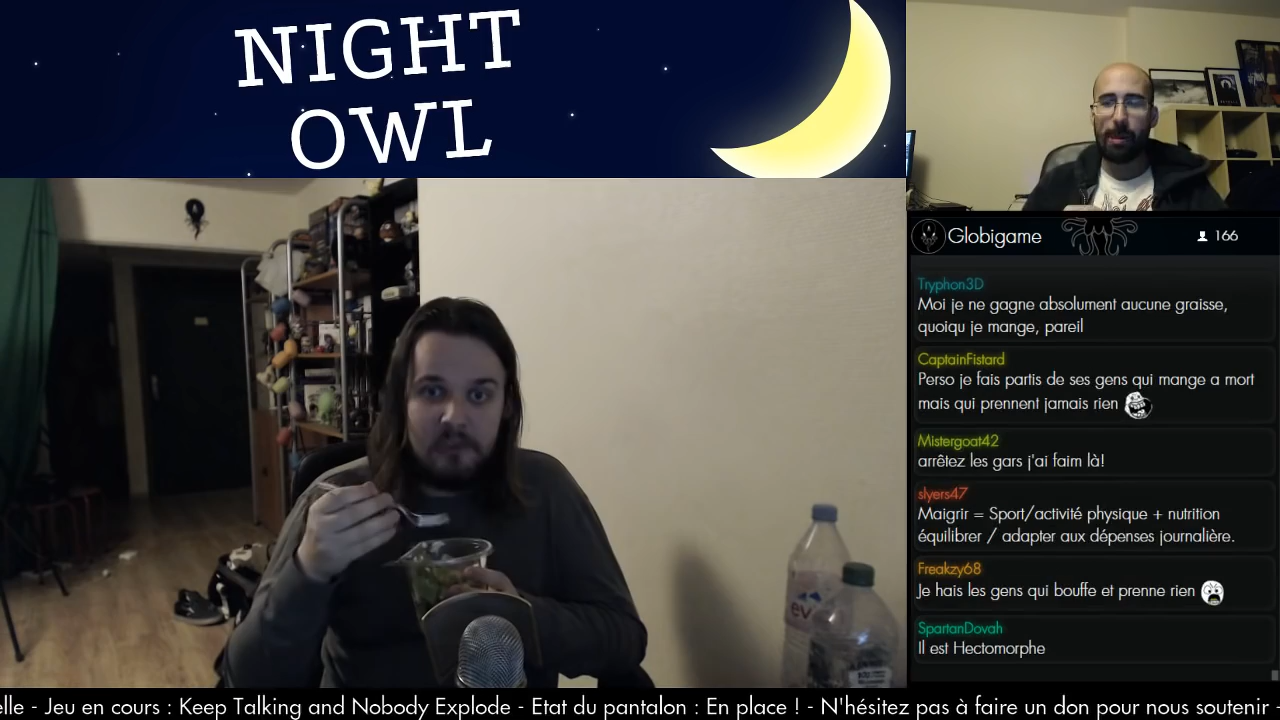 NIGHT
OWL
Globigame
166
Tryphon3D
Moi je ne gagne absolument aucune graisse,
quoiqu je mange, pareil
CaptainFistard
Perso je fais partis de ses gens qui mange a mort
mais qui prennent jamais rien
Mistergoat42
arrêtez les gars j'ai faim là!
slyers47
Maigrir = Sport/activité physique + nutrition
équilibrer / adapter aux dépenses journalière.
Freakzy68
Je hais les gens qui bouffe et prenne rien
SpartanDovah
Il est Hectomorphe
ev
elle - Jeu en cours : Keep Talking and Nobody Explode - Etat du pantalon : En place ! - N'hésitez pas à faire un don pour nous soutenir -